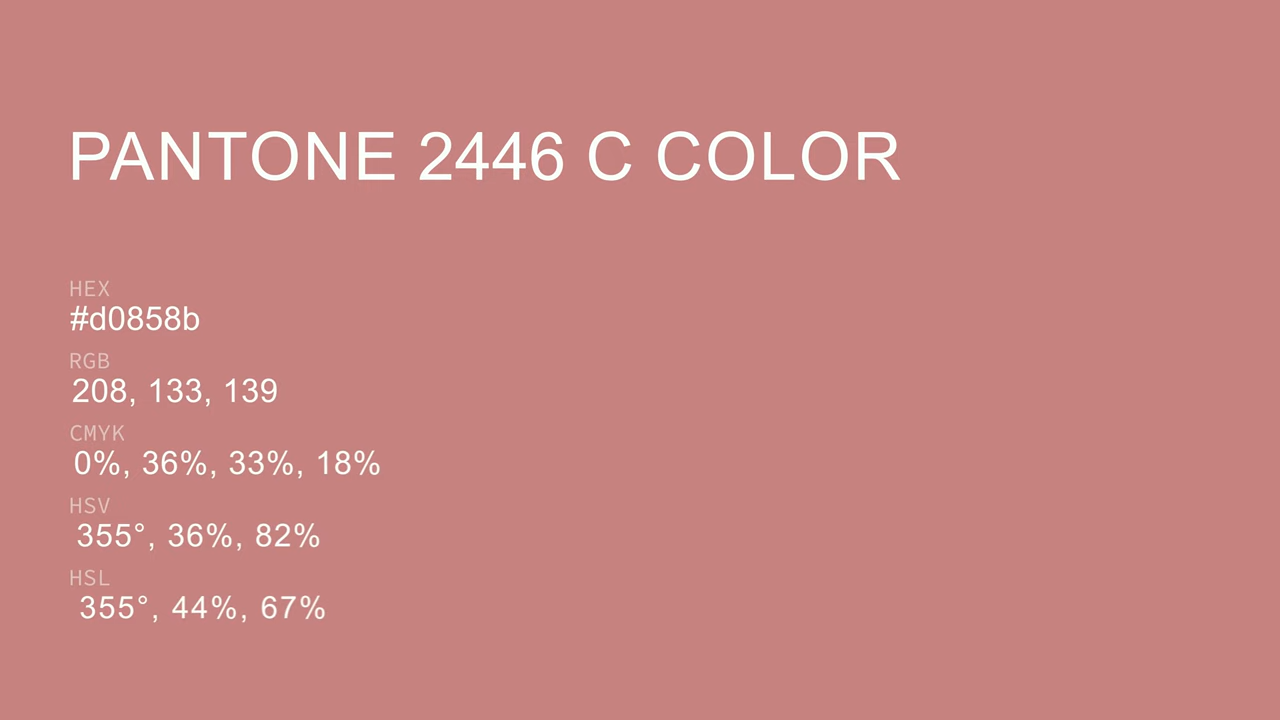 PANTONE 2446 C COLOR
HEX
#d0858b
RGB
208, 133, 139
CMYK
0%, 36%, 33%, 18%
HSV
355°, 36%, 82%
HSL
355°, 44%, 67%